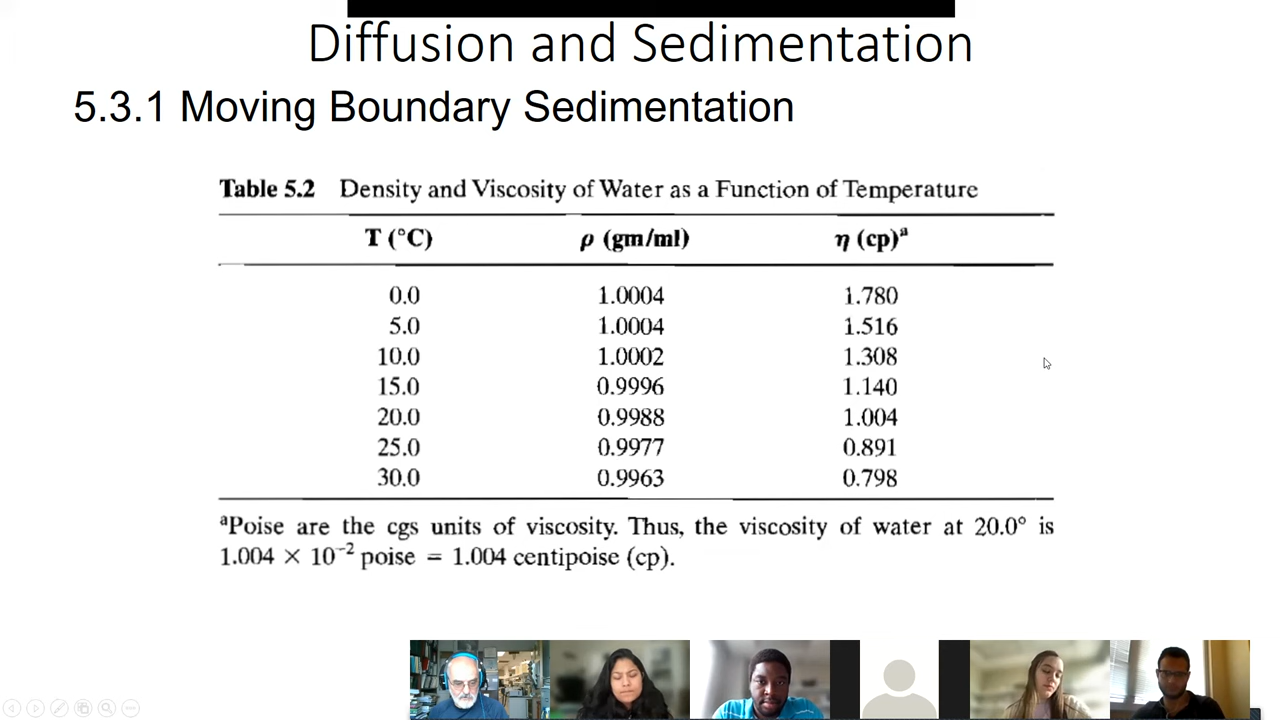 Diffusion and Sedimentation
5.3.1 Moving Boundary Sedimentation
Table 5.2 Density and Viscosity of Water as a Function of Temperature
T (°C) ρ (gm/ml) η (cp)ᵃ
0.0 1.0004 1.780
5.0 1.0004 1.516
10.0 1.0002 1.308
15.0 0.9996 1.140
20.0 0.9988 1.004
25.0 0.9977 0.891
30.0 0.9963 0.798
ᵃPoise are the cgs units of viscosity. Thus, the viscosity of water at 20.0° is
1.004 × 10⁻² poise = 1.004 centipoise (cp).